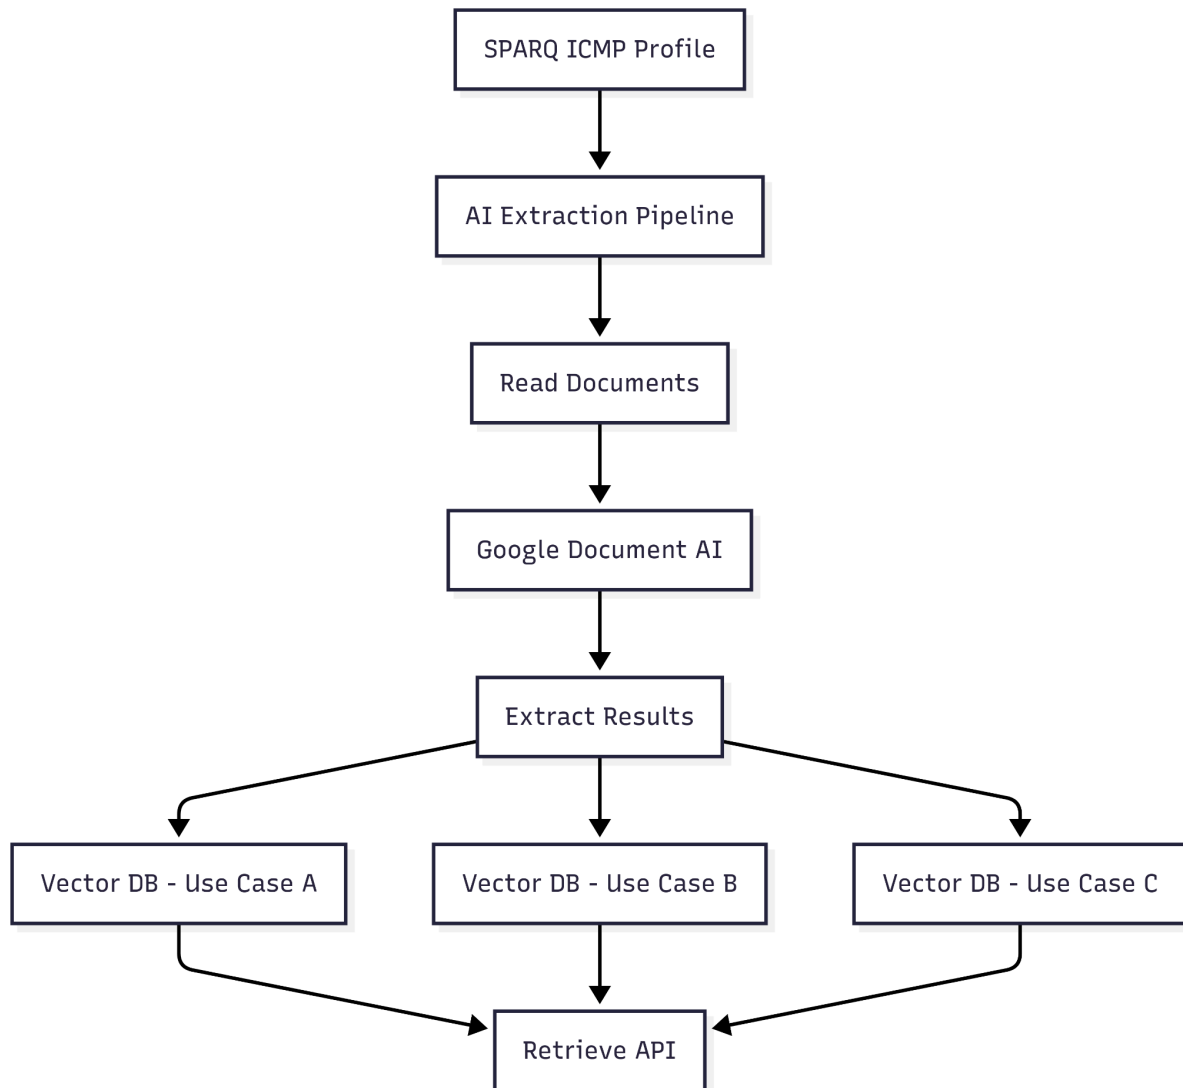 SPARQ ICMP Profile
AI Extraction Pipeline
Read Documents
Google Document AI
Extract Results
Vector DB - Use Case A
Vector DB - Use Case B
Vector DB - Use Case C
Retrieve API